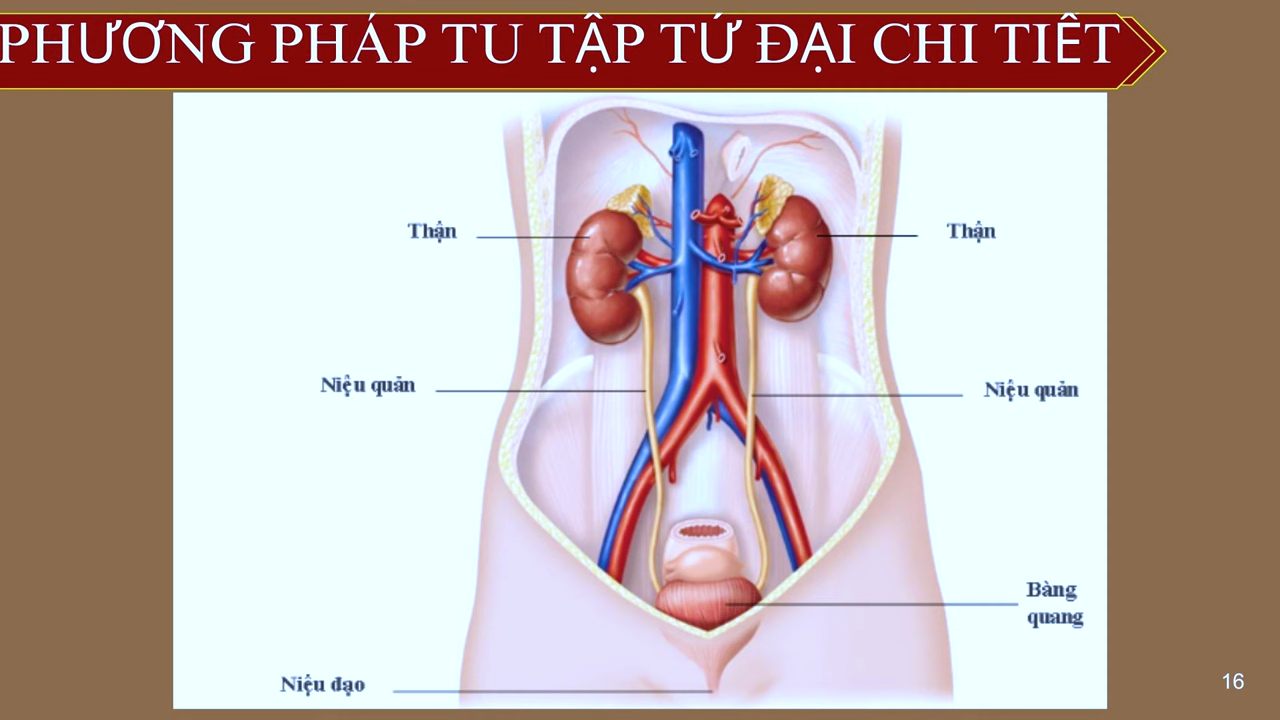 PHƯƠNG PHÁP TU TẬP TỨ ĐẠI CHI TIẾT
Thận
Thận
Niệu quản
Niệu quản
Bàng
quang
Niệu đạo
16